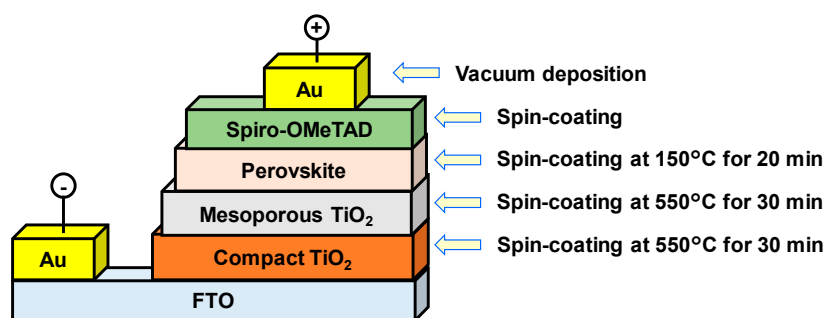 +
Au
Vacuum deposition
Spiro-OMeTAD
Spin-coating
Perovskite
Spin-coating at 150°C for 20 min
-
Mesoporous TiO₂
Spin-coating at 550°C for 30 min
Au
Compact TiO₂
Spin-coating at 550°C for 30 min
FTO